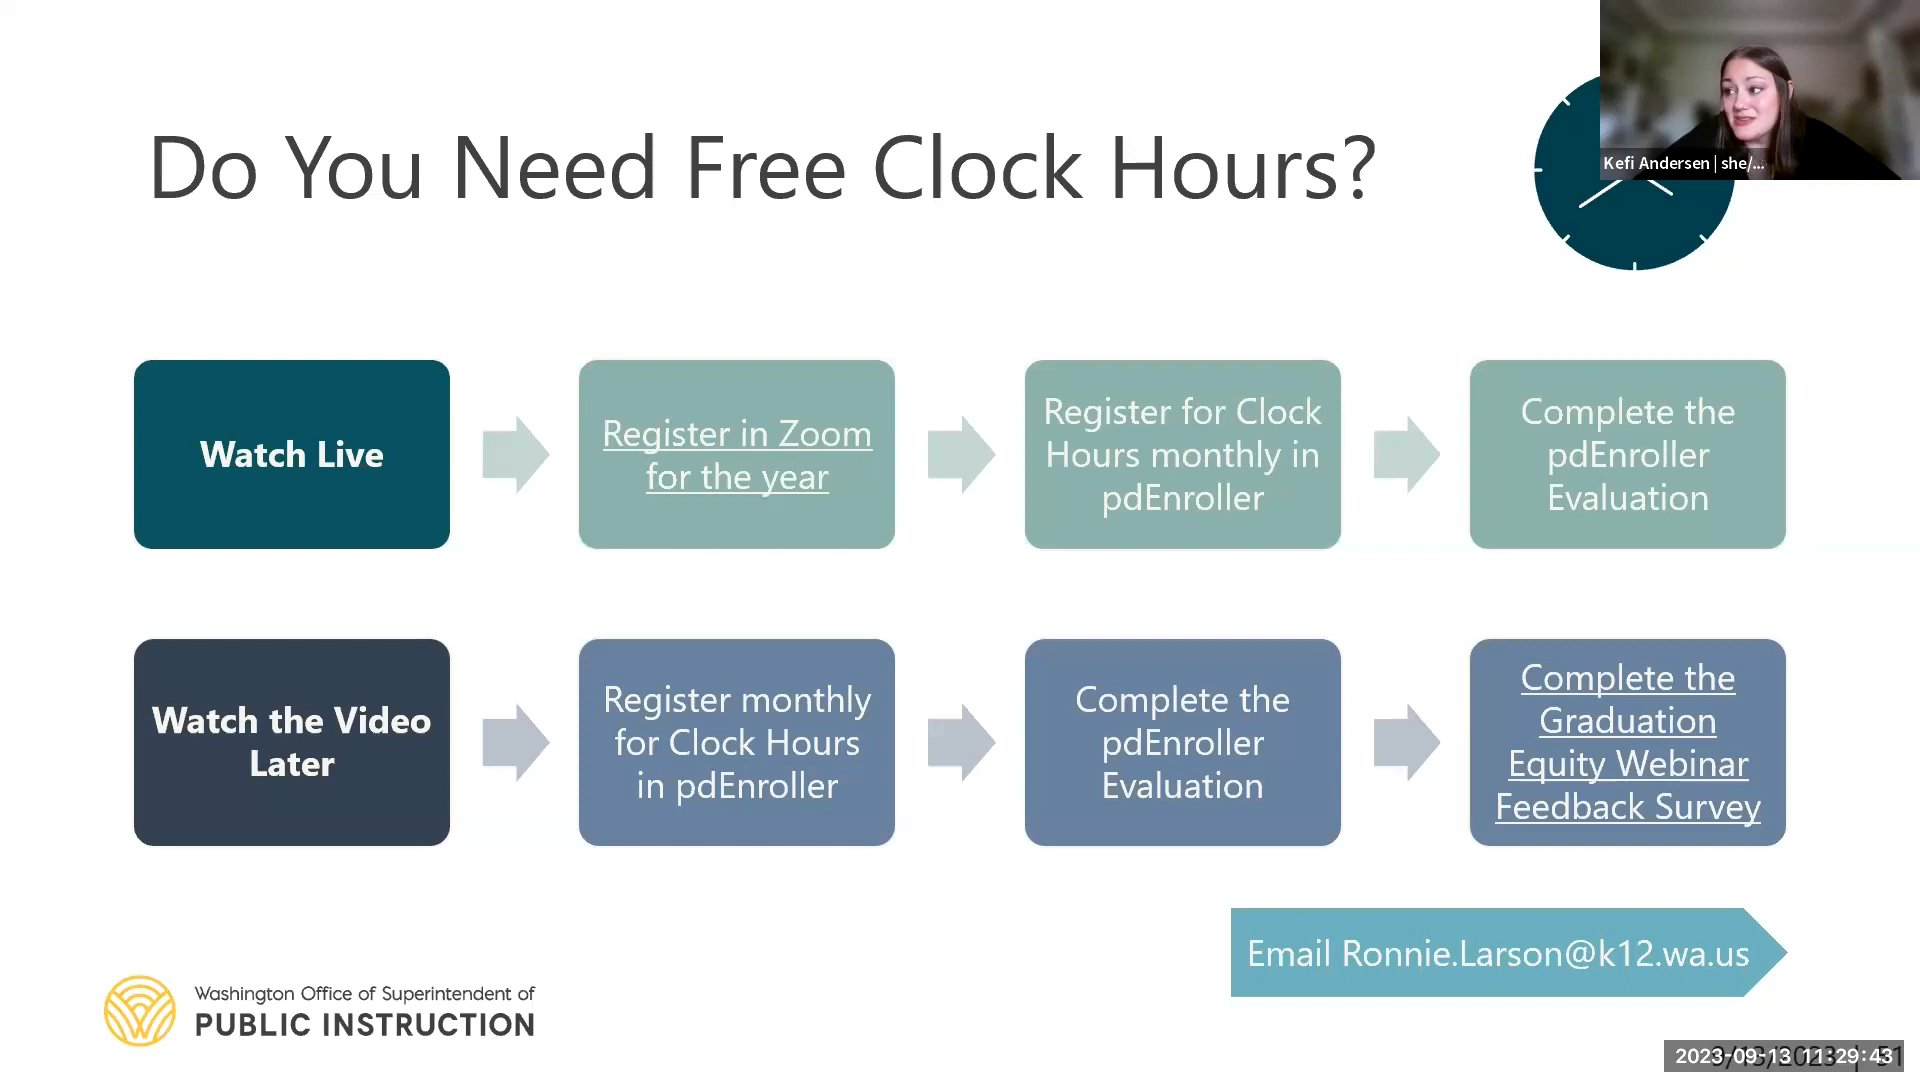 Kefi Andersen | she/...
Do You Need Free Clock Hours?
Watch Live
Register in Zoom
for the year
Register for Clock
Hours monthly in
pdEnroller
Complete the
pdEnroller
Evaluation
Watch the Video
Later
Register monthly
for Clock Hours
in pdEnroller
Complete the
pdEnroller
Evaluation
Complete the
Graduation
Equity Webinar
Feedback Survey
Email Ronnie.Larson@k12.wa.us
Washington Office of Superintendent of
PUBLIC INSTRUCTION
2023-09-13 11:29:43